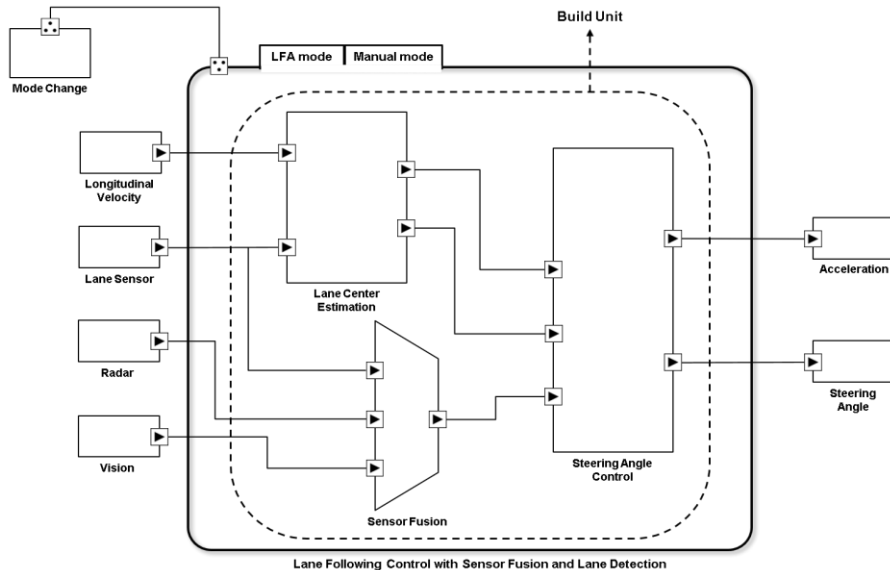 Build Unit
LFA mode
Manual mode
Mode Change
Longitudinal
Velocity
Lane Sensor
Lane Center
Estimation
Acceleration
Radar
Steering
Angle
Vision
Steering Angle
Control
Sensor Fusion
Lane Following Control with Sensor Fusion and Lane Detection